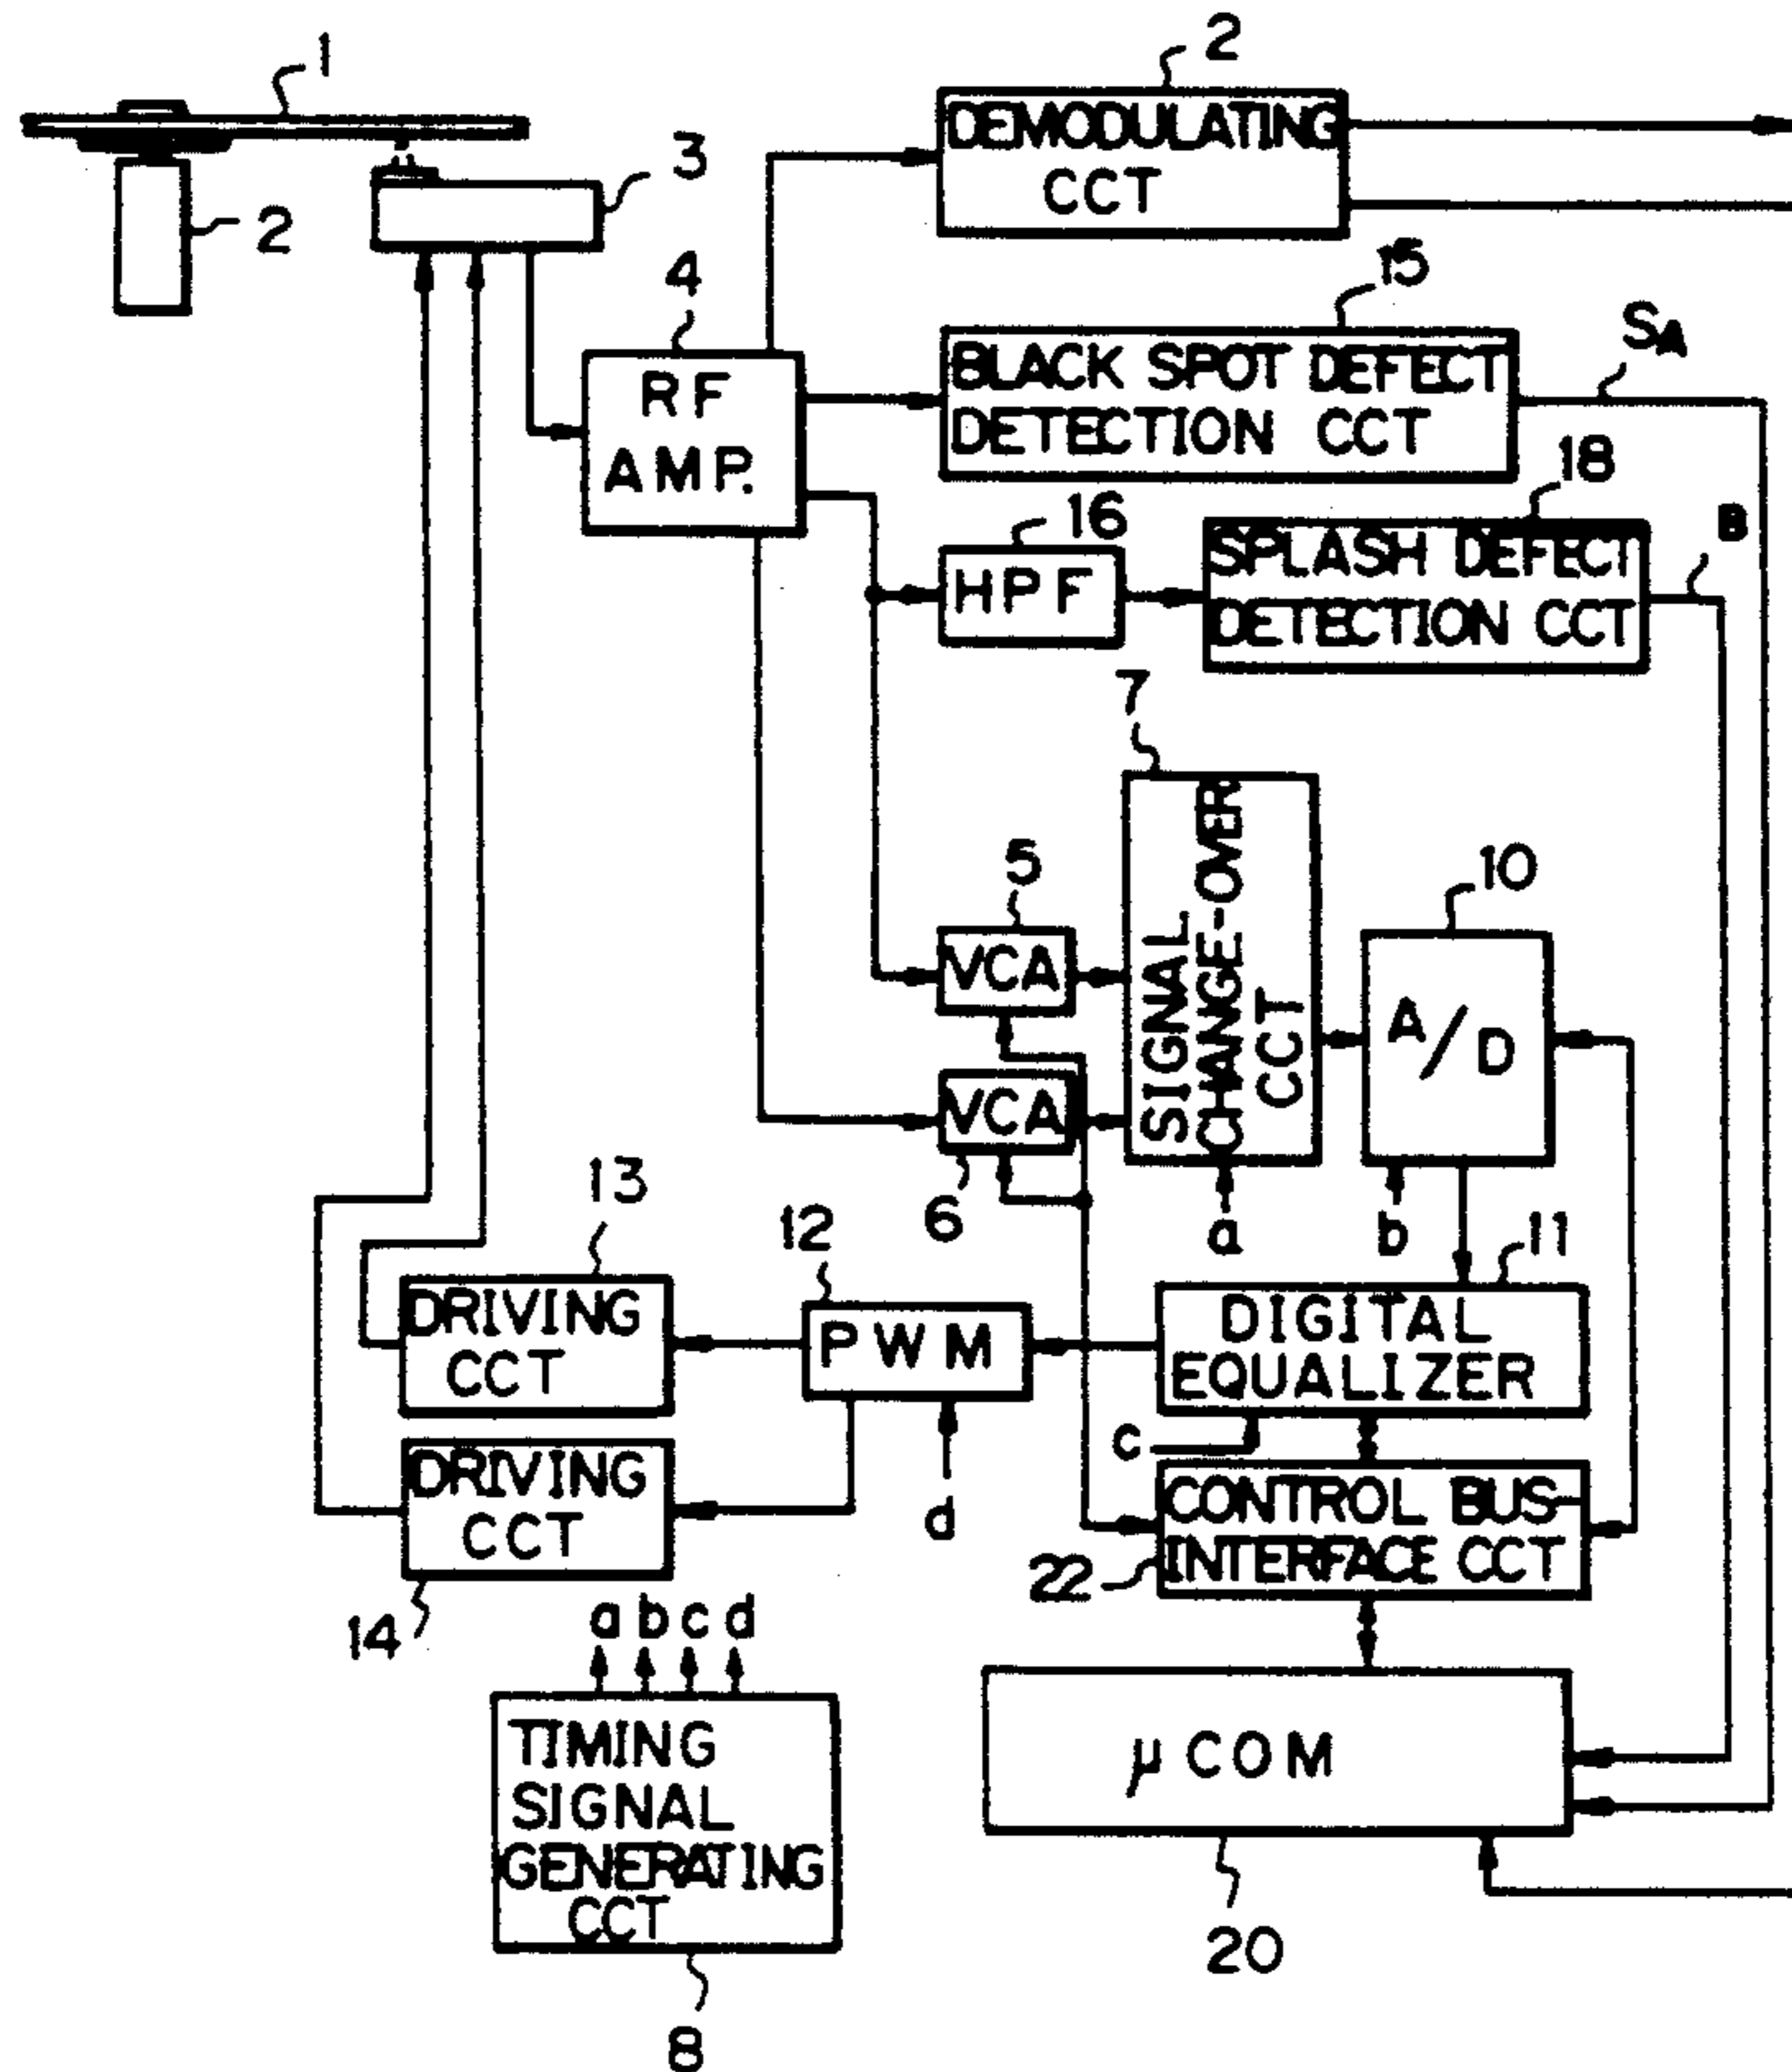 1
2
DEMODULATING
CCT
3
2
4
15
SA
RF
AMP.
BLACK SPOT DEFECT
DETECTION CCT
18
16
B
HPF
SPLASH DEFECT
DETECTION CCT
7
5
10
SIGNAL
CHANGE-OVER
CCT
VCA
A/D
VCA
6
a
b
13
12
11
DRIVING
CCT
PWM
DIGITAL
EQUALIZER
c
d
DRIVING
CCT
CONTROL BUS
INTERFACE CCT
22
14
a b c d
TIMING
SIGNAL
GENERATING
CCT
μCOM
20
8